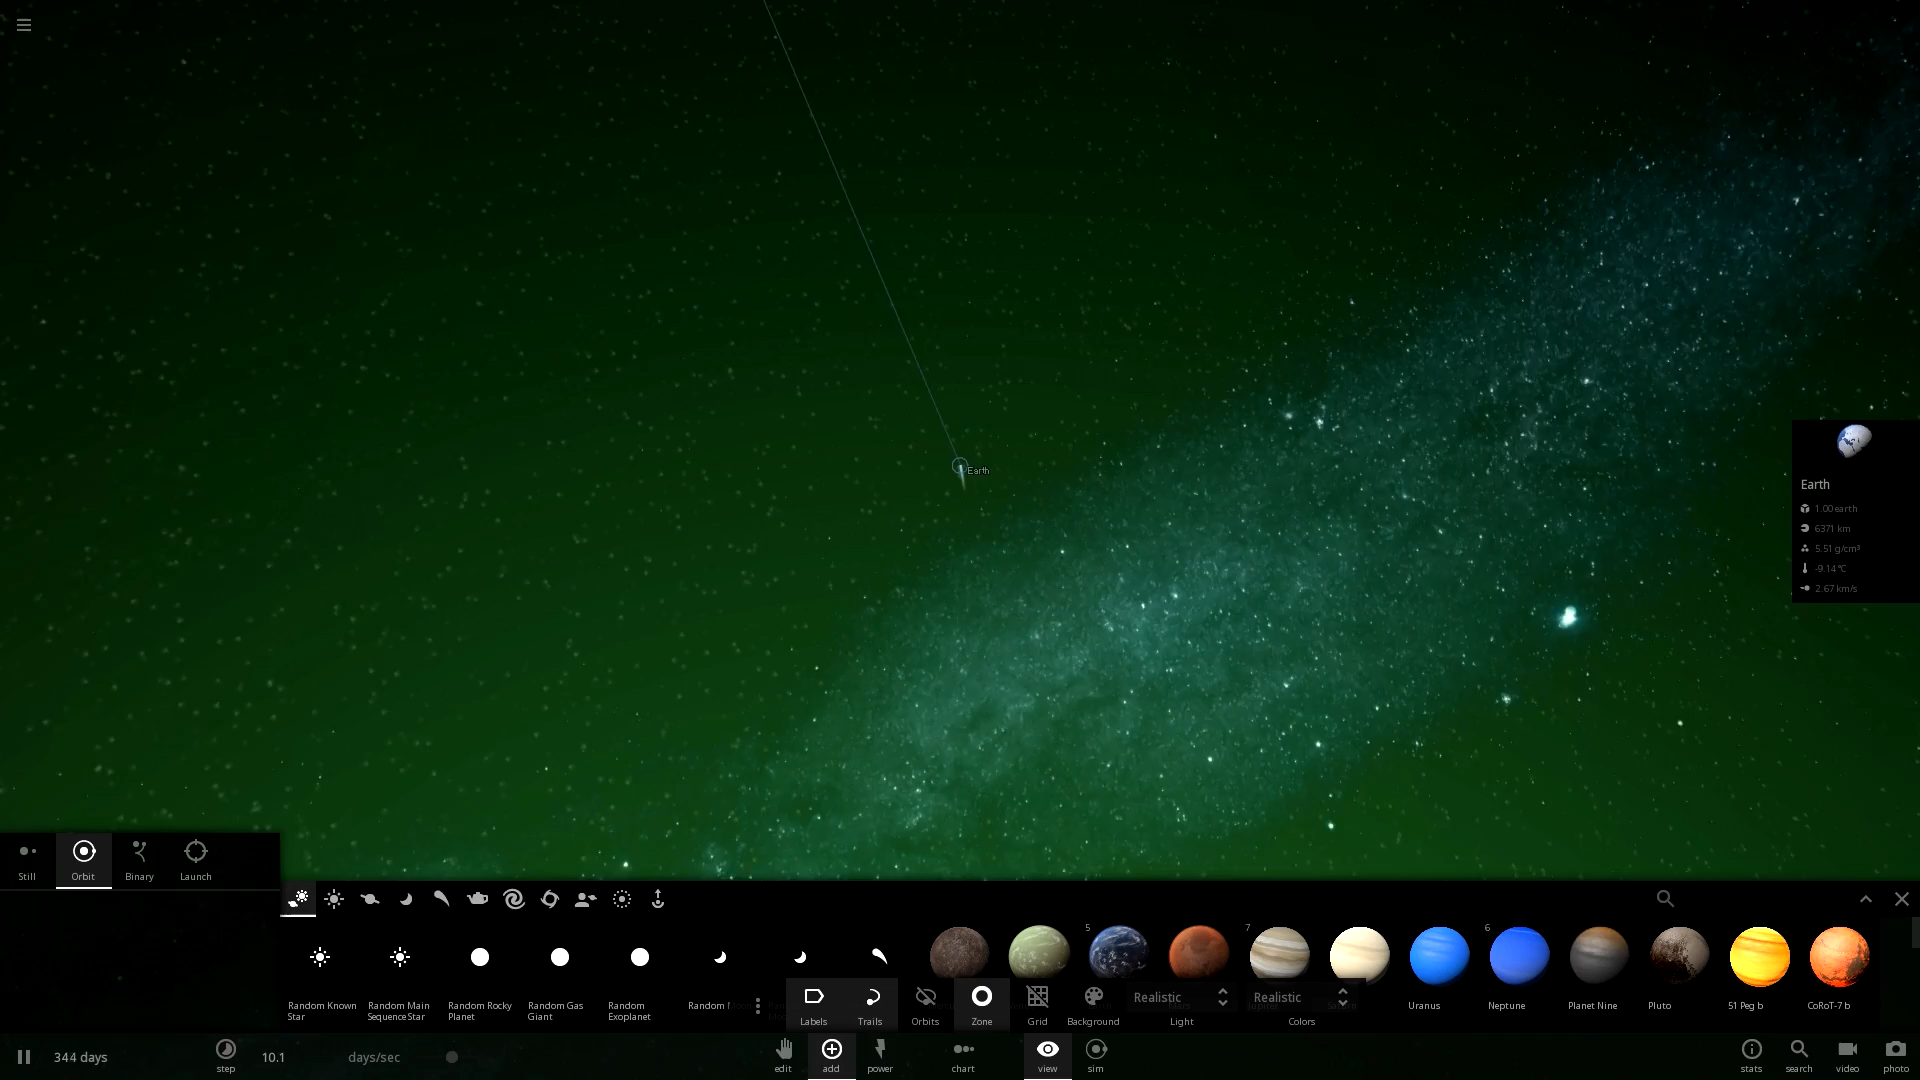 Earth
Earth
1.00 earth
6371 km
5.51 g/cm³
-9.14 °C
2.67 km/s
Still
Orbit
Binary
Launch
5
7
6
Random Known
Star
Random Main
Sequence Star
Random Rocky
Planet
Random Gas
Giant
Random
Exoplanet
Random
Uranus
Neptune
Planet Nine
Pluto
51 Peg b
CoRoT-7 b
Realistic
Realistic
Labels
Trails
Orbits
Zone
Grid
Background
Light
Colors
344 days
step
10.1
days/sec
edit
add
power
chart
view
sim
stats
search
video
photo